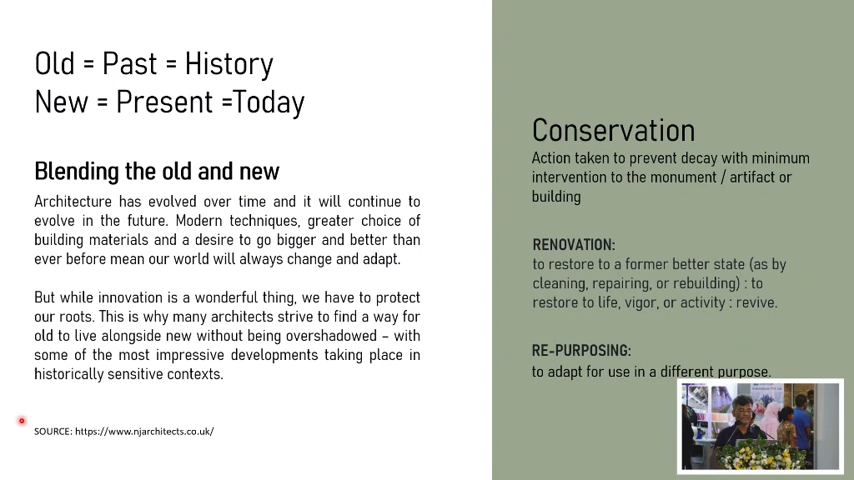 Old = Past = History
New = Present =Today
Blending the old and new
Architecture has evolved over time and it will continue to
evolve in the future. Modern techniques, greater choice of
building materials and a desire to go bigger and better than
ever before mean our world will always change and adapt.
But while innovation is a wonderful thing, we have to protect
our roots. This is why many architects strive to find a way for
old to live alongside new without being overshadowed – with
some of the most impressive developments taking place in
historically sensitive contexts.
SOURCE: https://www.njarchitects.co.uk/
Conservation
Action taken to prevent decay with minimum
intervention to the monument / artifact or
building
RENOVATION:
to restore to a former better state (as by
cleaning, repairing, or rebuilding) : to
restore to life, vigor, or activity : revive.
RE-PURPOSING:
to adapt for use in a different purpose.